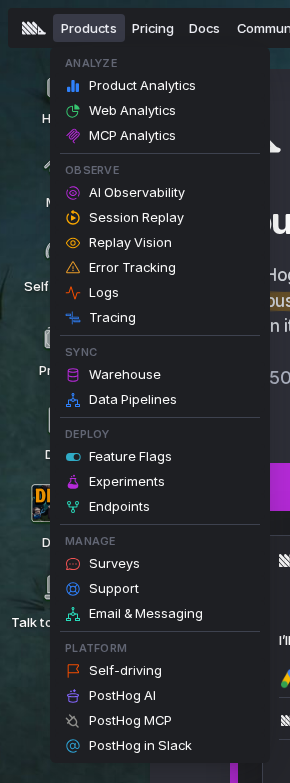 Products Pricing Docs Commun
ANALYZE
Product Analytics
Web Analytics
MCP Analytics
OBSERVE
AI Observability
Session Replay
Replay Vision
Error Tracking
Logs
Tracing
SYNC
Warehouse
Data Pipelines
DEPLOY
Feature Flags
Experiments
Endpoints
MANAGE
Surveys
Support
Email & Messaging
PLATFORM
Self-driving
PostHog AI
PostHog MCP
PostHog in Slack
Self
Talk to